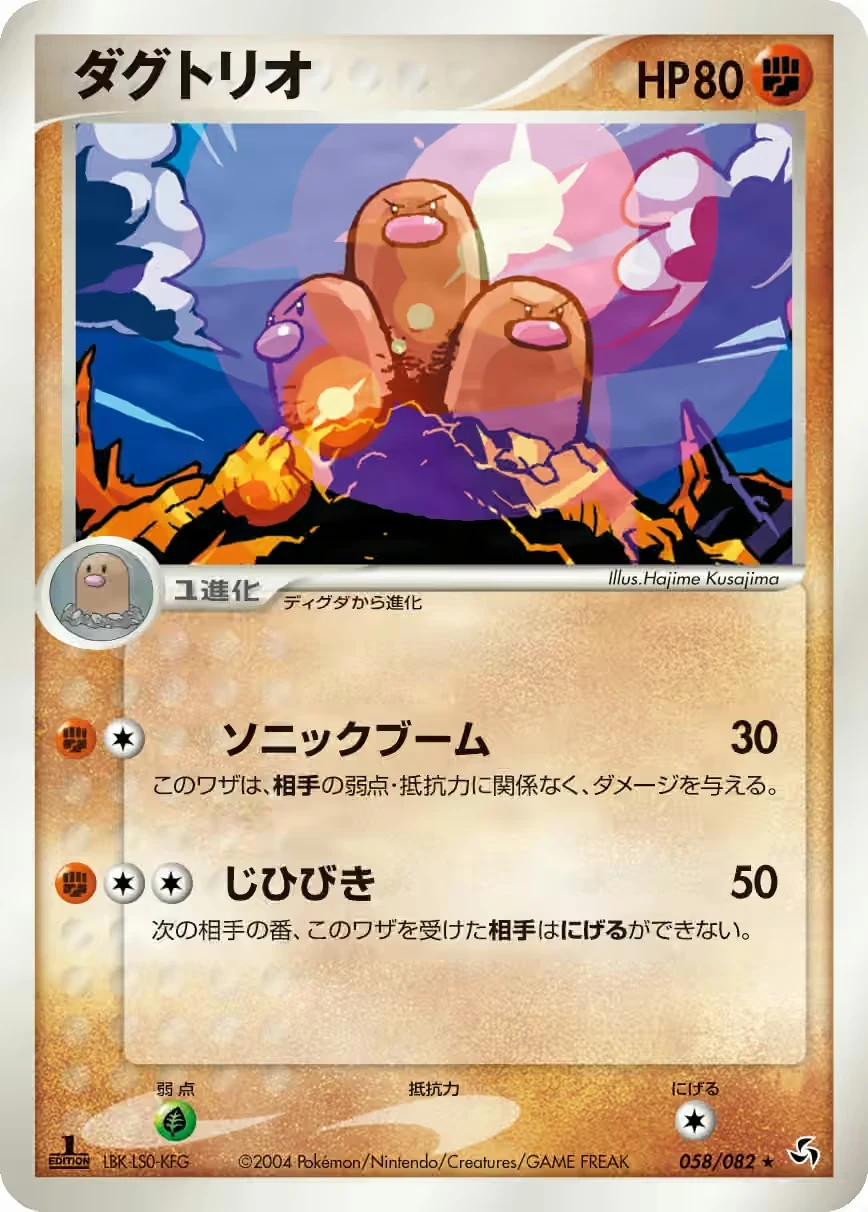 ダグトリオ HP80
Illus.Hajime Kusajima
1進化
ディグダから進化
ソニックブーム 30
このワザは、相手の弱点・抵抗力に関係なく、ダメージを与える。
じひびき 50
次の相手の番、このワザを受けた相手はにげるができない。
弱点 抵抗力 にげる
1 EDITION LBK-LS0-KFG ©2004 Pokémon/Nintendo/Creatures/GAME FREAK 058/082 ★